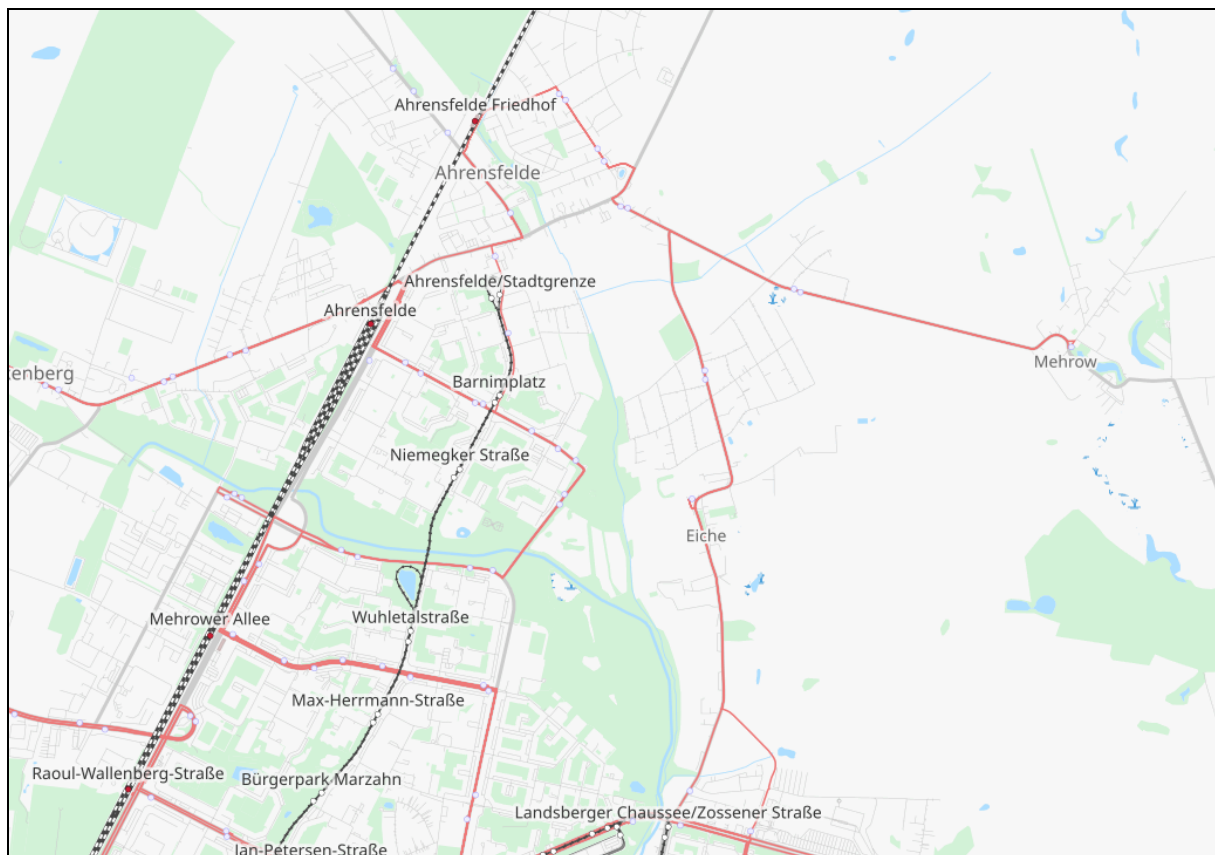 Ahrensfelde Friedhof
Ahrensfelde
Ahrensfelde/Stadtgrenze
Ahrensfelde
Mehrow
tenberg
Barnimplatz
Niemegker Straße
Eiche
Mehrower Allee
Wuhletalstraße
Max-Herrmann-Straße
Raoul-Wallenberg-Straße
Bürgerpark Marzahn
Landsberger Chaussee/Zossener Straße
Jan-Petersen-Straße